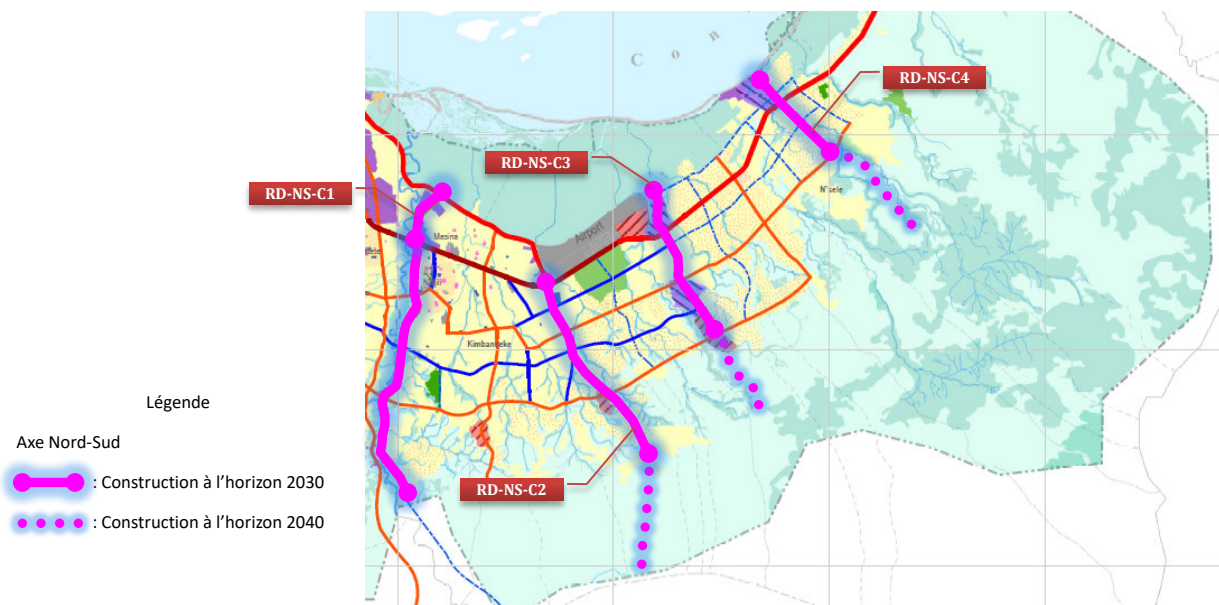 C o n
RD-NS-C4
RD-NS-C3
RD-NS-C1
N'sele
Airport
Masina
Kimbanseke
Légende
Axe Nord-Sud
: Construction à l'horizon 2030
RD-NS-C2
: Construction à l'horizon 2040